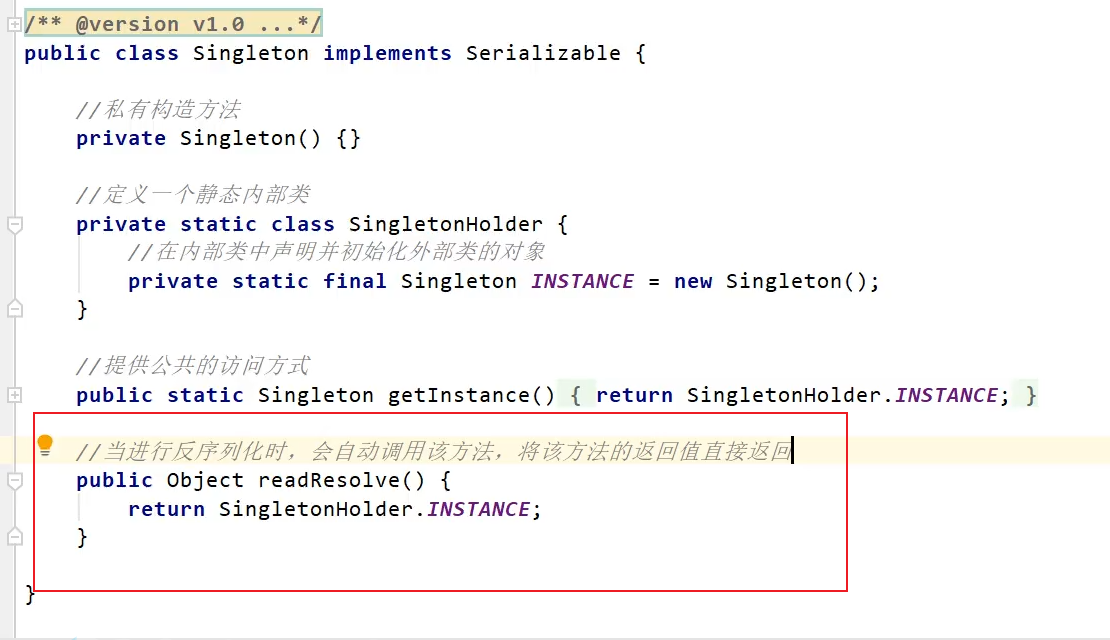 /** @version v1.0 ...*/
public class Singleton implements Serializable {
//私有构造方法
private Singleton() {}
//定义一个静态内部类
private static class SingletonHolder {
//在内部类中声明并初始化外部类的对象
private static final Singleton INSTANCE = new Singleton();
}
//提供公共的访问方式
public static Singleton getInstance() { return SingletonHolder.INSTANCE; }
//当进行反序列化时，会自动调用该方法，将该方法的返回值直接返回
public Object readResolve() {
return SingletonHolder.INSTANCE;
}
}